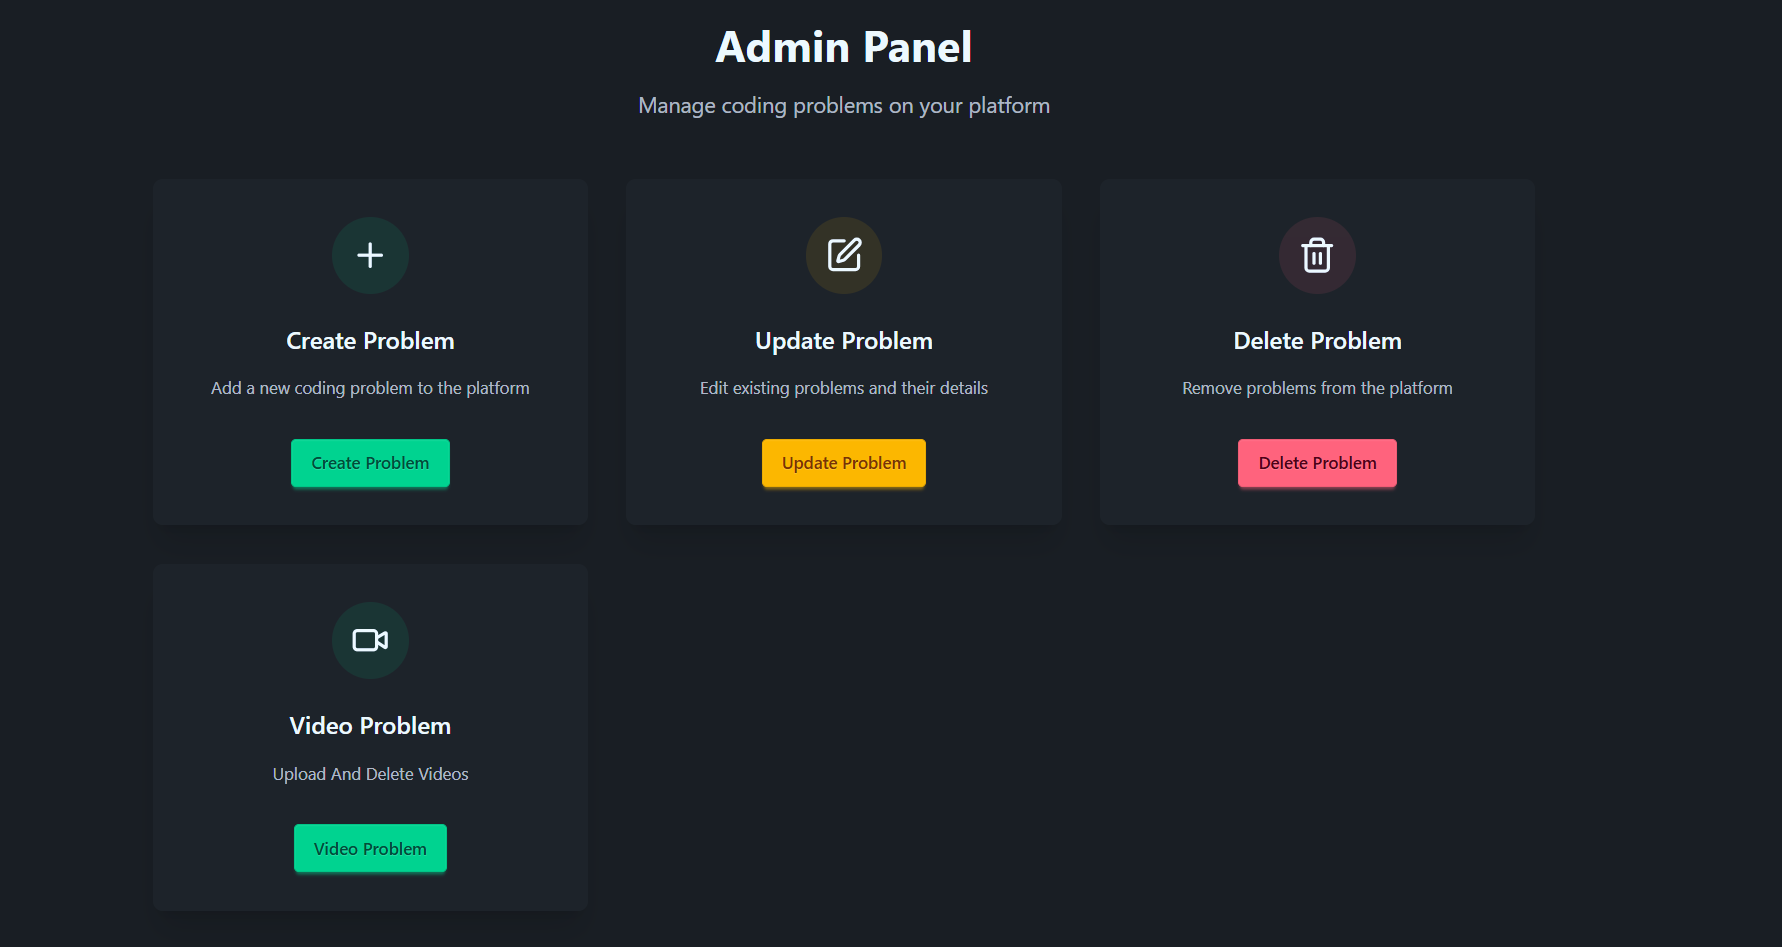 Admin Panel
Manage coding problems on your platform
Create Problem
Add a new coding problem to the platform
Create Problem
Update Problem
Edit existing problems and their details
Update Problem
Delete Problem
Remove problems from the platform
Delete Problem
Video Problem
Upload And Delete Videos
Video Problem